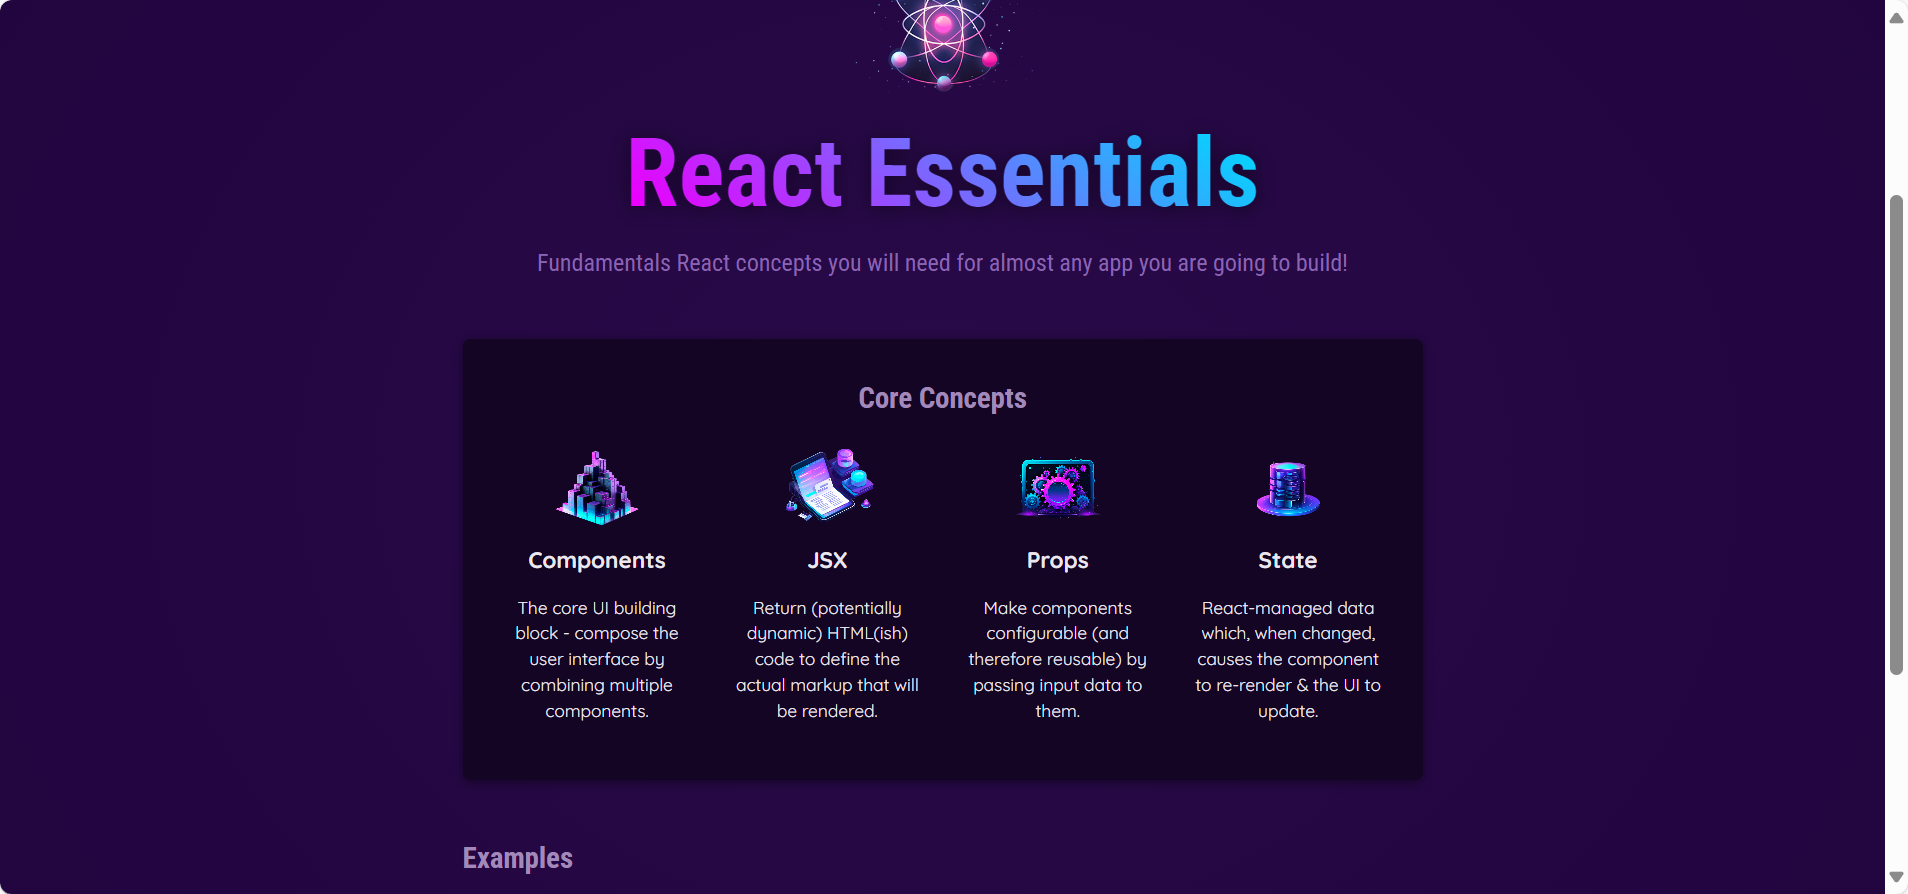 React Essentials
Fundamentals React concepts you will need for almost any app you are going to build!
Core Concepts
Components
The core UI building
block - compose the
user interface by
combining multiple
components.
JSX
Return (potentially
dynamic) HTML(ish)
code to define the
actual markup that will
be rendered.
Props
Make components
configurable (and
therefore reusable) by
passing input data to
them.
State
React-managed data
which, when changed,
causes the component
to re-render & the UI to
update.
Examples